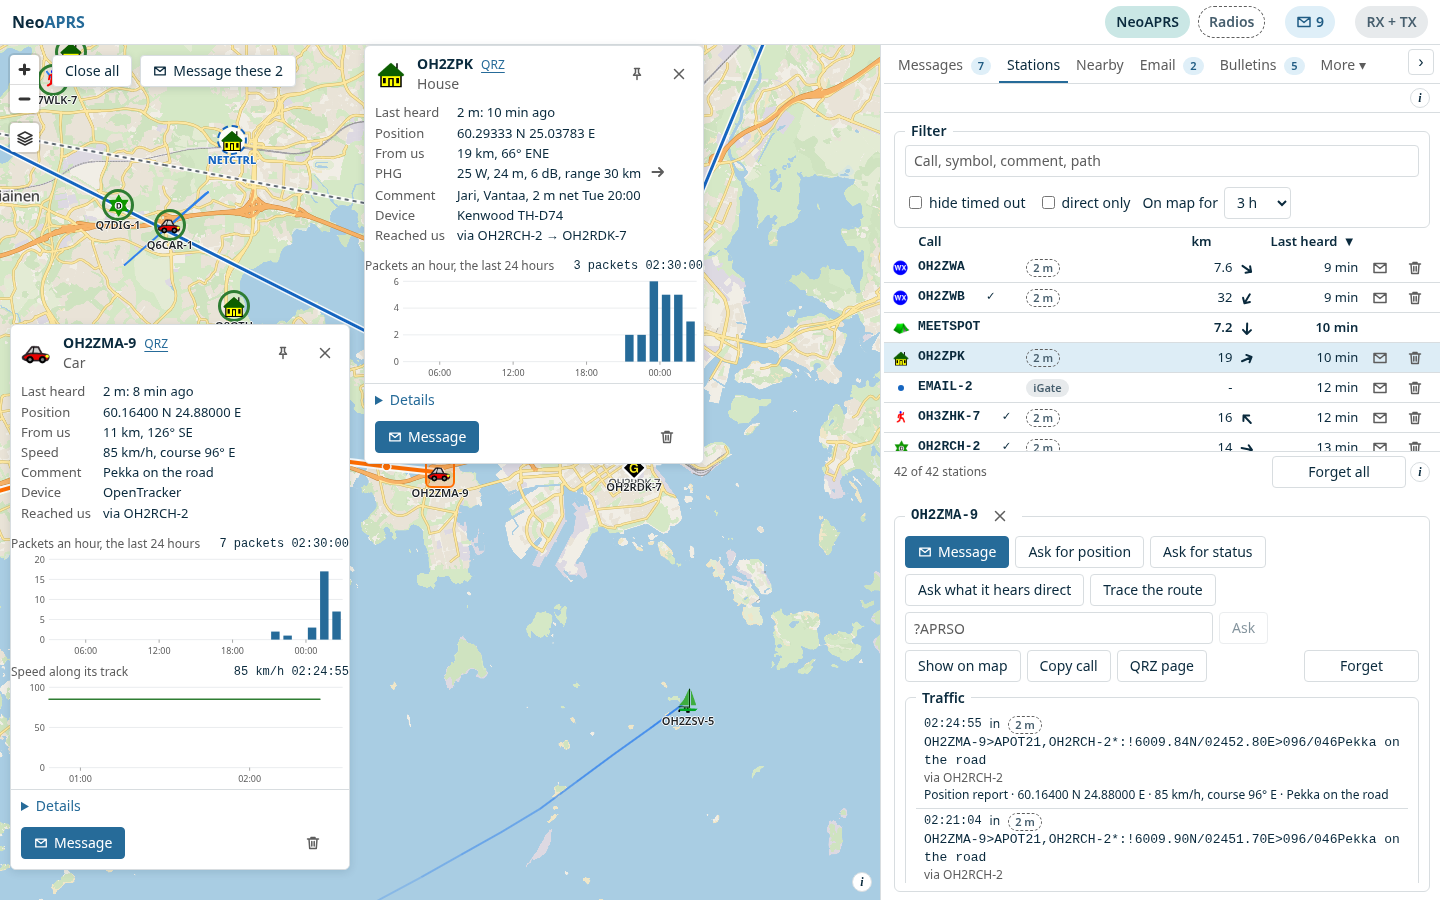 NeoAPRS
NeoAPRS
Radios
9
RX + TX
Close all
Message these 2
7WLK-7
NETCTRL
iainen
Q7DIG-1
Q6CAR-1
OH2ZPK QRZ
House
Last heard 2 m: 10 min ago
Position 60.29333 N 25.03783 E
From us 19 km, 66° ENE
PHG 25 W, 24 m, 6 dB, range 30 km →
Comment Jari, Vantaa, 2 m net Tue 20:00
Device Kenwood TH-D74
Reached us via OH2RCH-2 → OH2RDK-7
Packets an hour, the last 24 hours 3 packets 02:30:00
6
4
2
0
06:00 12:00 18:00 00:00
Details
Message
OH2ZMA-9 QRZ
Car
Last heard 2 m: 8 min ago
Position 60.16400 N 24.88000 E
From us 11 km, 126° SE
Speed 85 km/h, course 96° E
Comment Pekka on the road
Device OpenTracker
Reached us via OH2RCH-2
Packets an hour, the last 24 hours 7 packets 02:30:00
20
15
10
5
0
06:00 12:00 18:00 00:00
Speed along its track 85 km/h 02:24:55
100
50
0
01:00 02:00
Details
Message
OH2ZMA-9
G
OH2RDK-7
OH2ZSV-5
i
Messages 7 Stations Nearby Email 2 Bulletins 5 More ▾ ›
i
Filter
Call, symbol, comment, path
hide timed out direct only On map for 3 h
Call km Last heard ▼
WX OH2ZWA 2 m 7.6 9 min
WX OH2ZWB ✓ 2 m 32 9 min
MEETSPOT 7.2 10 min
OH2ZPK 2 m 19 10 min
EMAIL-2 iGate - 12 min
OH3ZHK-7 ✓ 2 m 16 12 min
OH2RCH-2 ✓ 2 m 14 13 min
42 of 42 stations Forget all i
OH2ZMA-9
Message Ask for position Ask for status
Ask what it hears direct Trace the route
?APRSO Ask
Show on map Copy call QRZ page Forget
Traffic
02:24:55 in 2 m
OH2ZMA-9>APOT21,OH2RCH-2*:!6009.84N/02452.80E>096/046Pekka on
the road
via OH2RCH-2
Position report · 60.16400 N 24.88000 E · 85 km/h, course 96° E · Pekka on the road
02:21:04 in 2 m
OH2ZMA-9>APOT21,OH2RCH-2*:!6009.90N/02451.70E>096/046Pekka on
the road
via OH2RCH-2